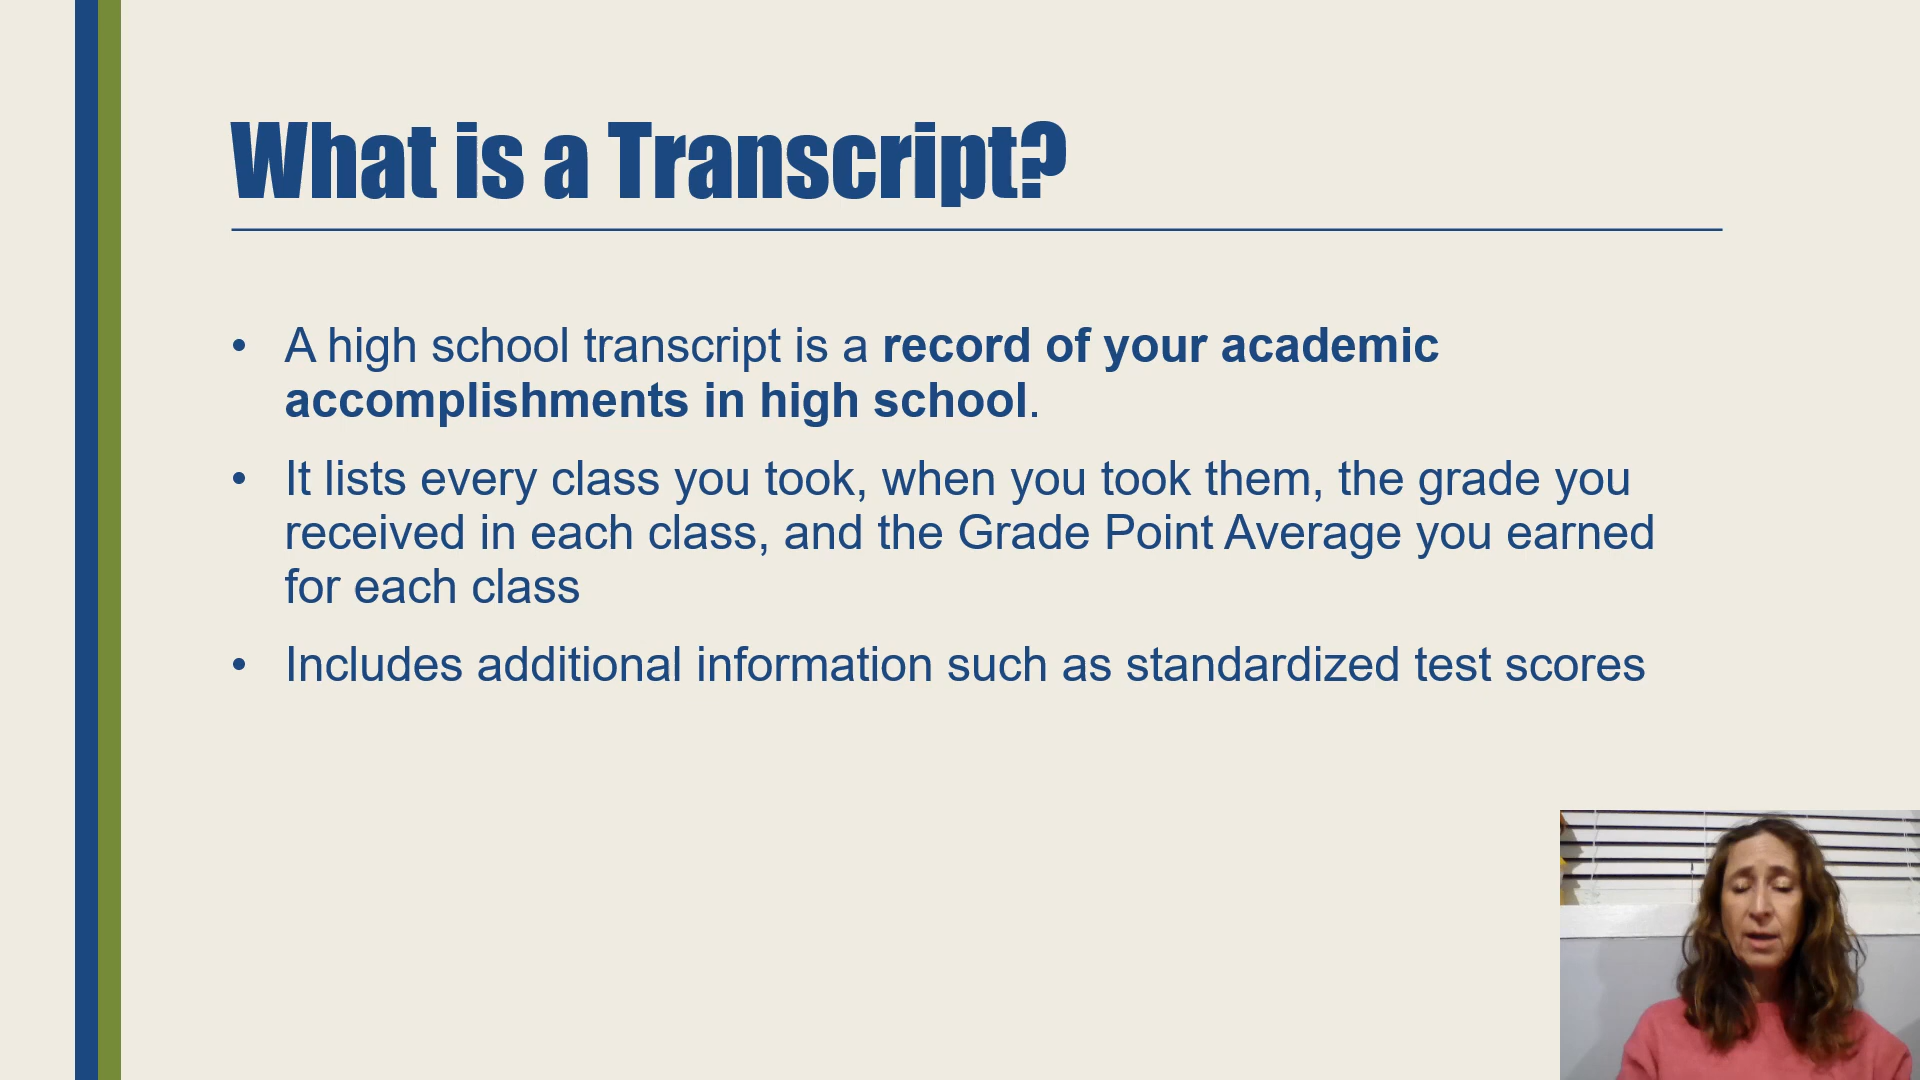 What is a Transcript?
• A high school transcript is a record of your academic
accomplishments in high school.
• It lists every class you took, when you took them, the grade you
received in each class, and the Grade Point Average you earned
for each class
• Includes additional information such as standardized test scores